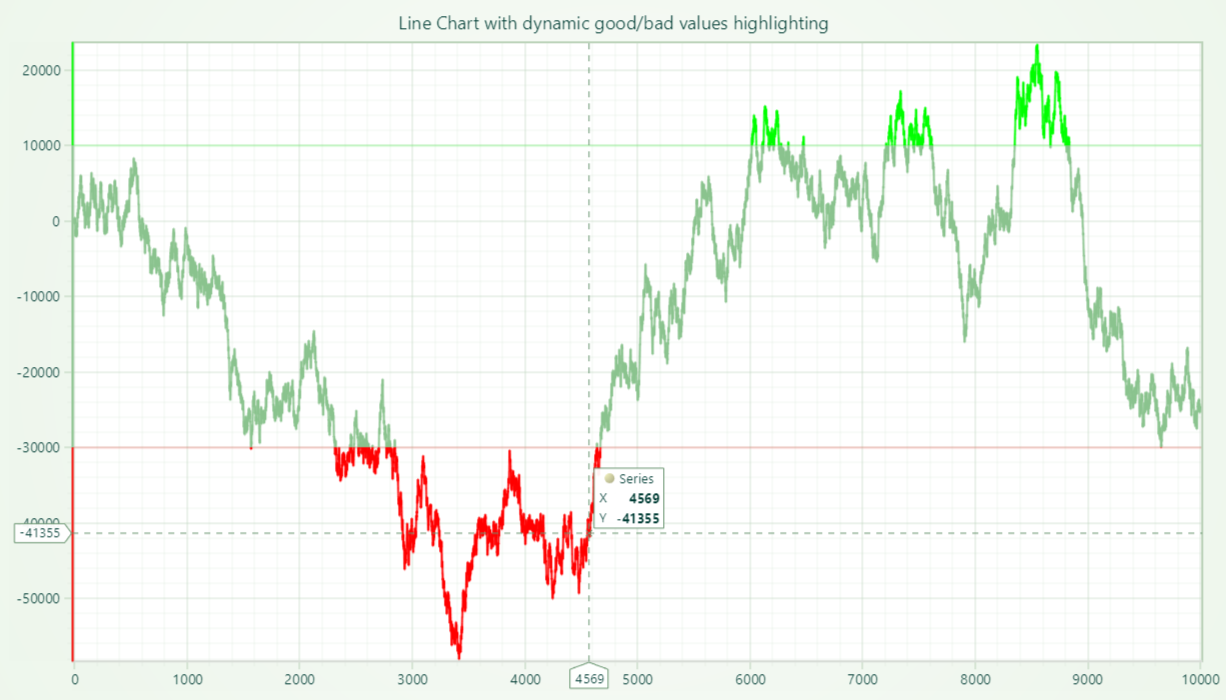 Line Chart with dynamic good/bad values highlighting
20000
10000
0
-10000
-20000
-30000
-40000
-41355
-50000
Series
X 4569
Y -41355
0 1000 2000 3000 4000 4569 5000 6000 7000 8000 9000 10000